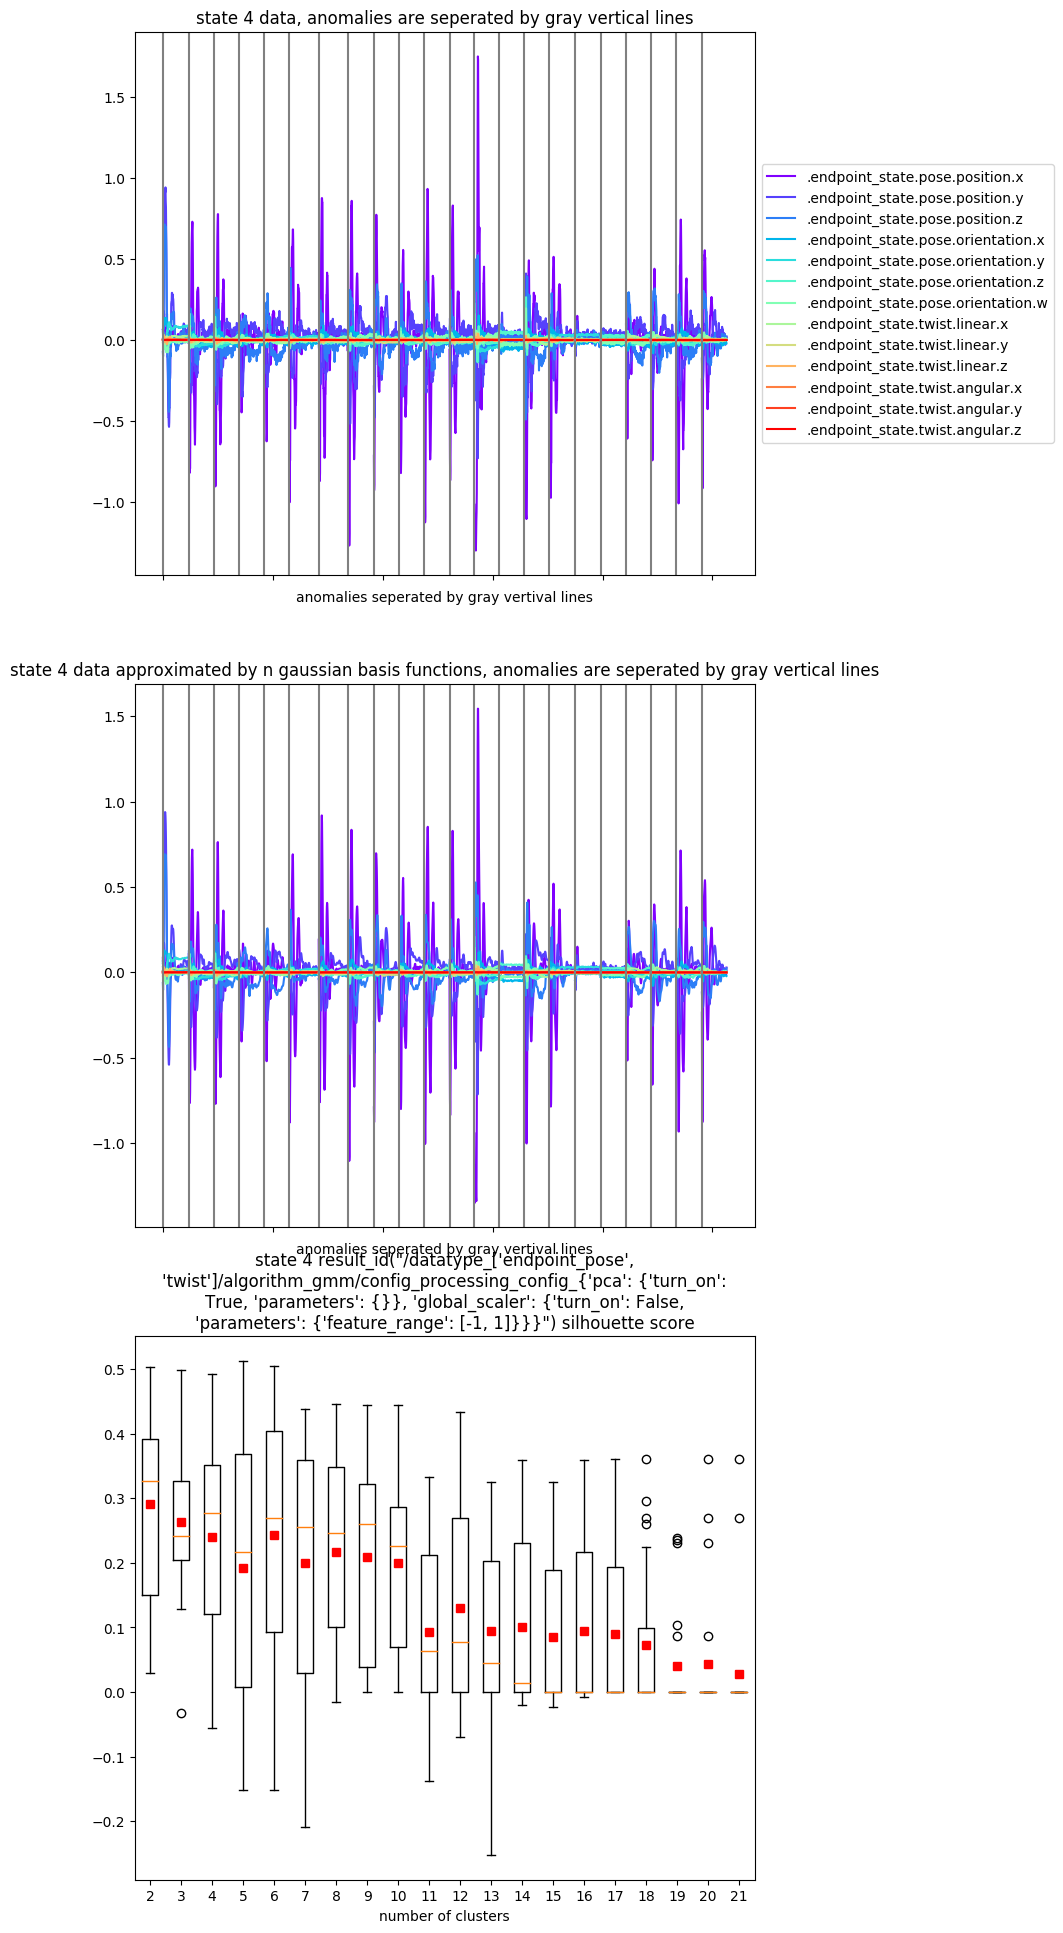 state 4 data, anomalies are seperated by gray vertical lines
1.5
1.0
0.5
0.0
−0.5
−1.0
anomalies seperated by gray vertival lines
.endpoint_state.pose.position.x
.endpoint_state.pose.position.y
.endpoint_state.pose.position.z
.endpoint_state.pose.orientation.x
.endpoint_state.pose.orientation.y
.endpoint_state.pose.orientation.z
.endpoint_state.pose.orientation.w
.endpoint_state.twist.linear.x
.endpoint_state.twist.linear.y
.endpoint_state.twist.linear.z
.endpoint_state.twist.angular.x
.endpoint_state.twist.angular.y
.endpoint_state.twist.angular.z
state 4 data approximated by n gaussian basis functions, anomalies are seperated by gray vertical lines
1.5
1.0
0.5
0.0
−0.5
−1.0
anomalies seperated by gray vertival lines
state 4 result_id("/datatype_['endpoint_pose',
'twist']/algorithm_gmm/config_processing_config_{'pca': {'turn_on':
True, 'parameters': {}}, 'global_scaler': {'turn_on': False,
'parameters': {'feature_range': [-1, 1]}}}") silhouette score
0.5
0.4
0.3
0.2
0.1
0.0
−0.1
−0.2
2 3 4 5 6 7 8 9 10 11 12 13 14 15 16 17 18 19 20 21
number of clusters